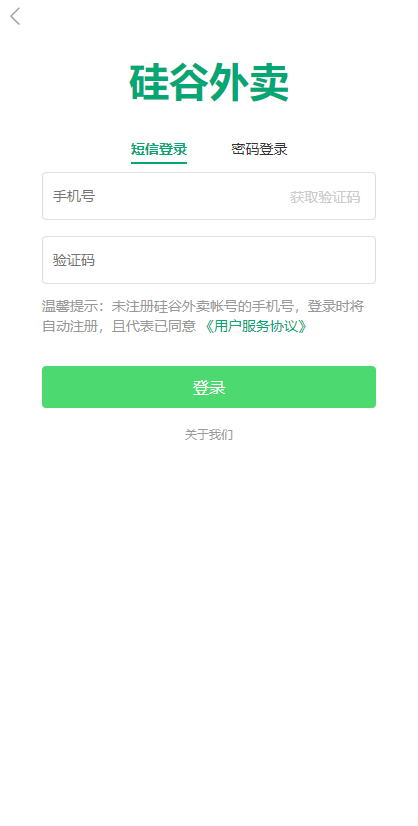 硅谷外卖
短信登录 密码登录
手机号 获取验证码
验证码
温馨提示：未注册硅谷外卖帐号的手机号，登录时将
自动注册，且代表已同意 《用户服务协议》
登录
关于我们